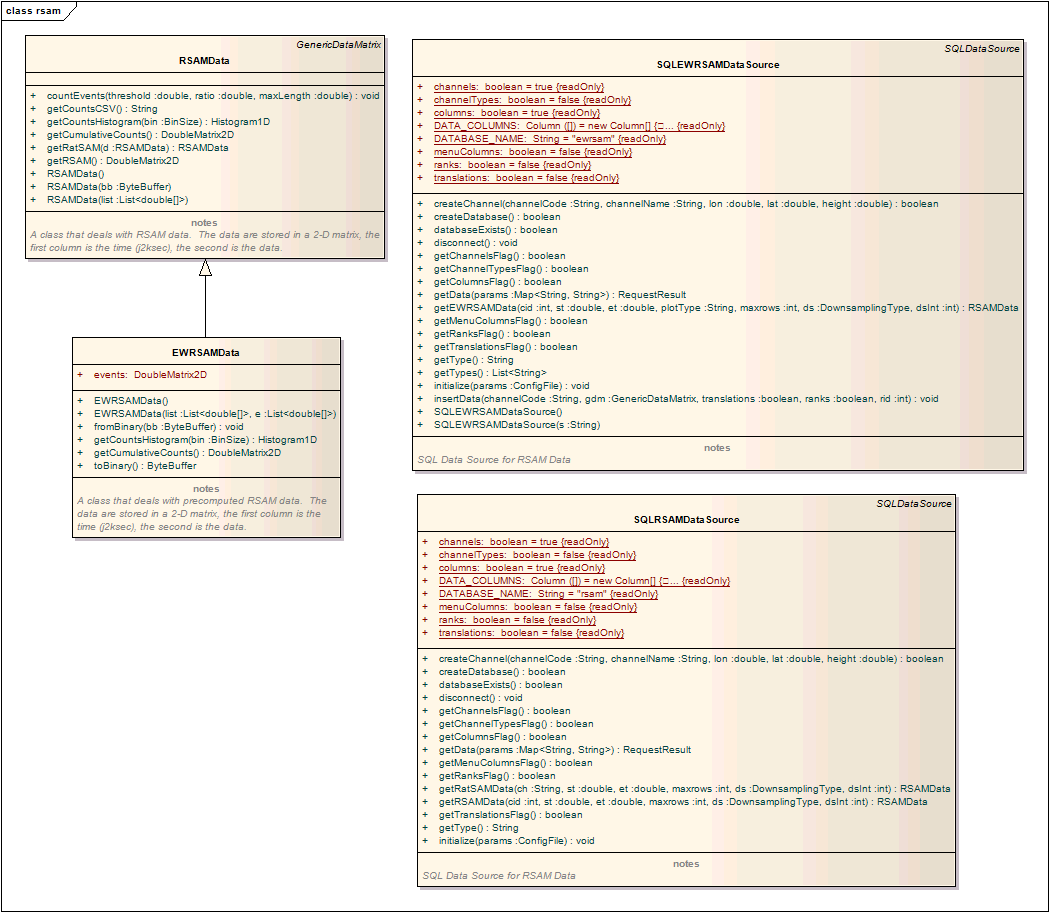 class rsam
GenericDataMatrix
RSAMData
+ countEvents(threshold :double, ratio :double, maxLength :double) : void
+ getCountsCSV() : String
+ getCountsHistogram(bin :BinSize) : Histogram1D
+ getCumulativeCounts() : DoubleMatrix2D
+ getRatSAM(d :RSAMData) : RSAMData
+ getRSAM() : DoubleMatrix2D
+ RSAMData()
+ RSAMData(bb :ByteBuffer)
+ RSAMData(list :List<double[]>)
notes
A class that deals with RSAM data.  The data are stored in a 2-D matrix, the
first column is the time (j2ksec), the second is the data.
EWRSAMData
+ events:  DoubleMatrix2D
+ EWRSAMData()
+ EWRSAMData(list :List<double[]>, e :List<double[]>)
+ fromBinary(bb :ByteBuffer) : void
+ getCountsHistogram(bin :BinSize) : Histogram1D
+ getCumulativeCounts() : DoubleMatrix2D
+ toBinary() : ByteBuffer
notes
A class that deals with precomputed RSAM data.  The
data are stored in a 2-D matrix, the first column is the
time (j2ksec), the second is the data.
SQLDataSource
SQLEWRSAMDataSource
+ channels:  boolean = true {readOnly}
+ channelTypes:  boolean = false {readOnly}
+ columns:  boolean = true {readOnly}
+ DATA_COLUMNS:  Column ([]) = new Column[] {□... {readOnly}
+ DATABASE_NAME:  String = "ewrsam" {readOnly}
+ menuColumns:  boolean = false {readOnly}
+ ranks:  boolean = false {readOnly}
+ translations:  boolean = false {readOnly}
+ createChannel(channelCode :String, channelName :String, lon :double, lat :double, height :double) : boolean
+ createDatabase() : boolean
+ databaseExists() : boolean
+ disconnect() : void
+ getChannelsFlag() : boolean
+ getChannelTypesFlag() : boolean
+ getColumnsFlag() : boolean
+ getData(params :Map<String, String>) : RequestResult
+ getEWRSAMData(cid :int, st :double, et :double, plotType :String, maxrows :int, ds :DownsamplingType, dsInt :int) : RSAMData
+ getMenuColumnsFlag() : boolean
+ getRanksFlag() : boolean
+ getTranslationsFlag() : boolean
+ getType() : String
+ getTypes() : List<String>
+ initialize(params :ConfigFile) : void
+ insertData(channelCode :String, gdm :GenericDataMatrix, translations :boolean, ranks :boolean, rid :int) : void
+ SQLEWRSAMDataSource()
+ SQLEWRSAMDataSource(s :String)
notes
SQL Data Source for RSAM Data
SQLDataSource
SQLRSAMDataSource
+ channels:  boolean = true {readOnly}
+ channelTypes:  boolean = false {readOnly}
+ columns:  boolean = true {readOnly}
+ DATA_COLUMNS:  Column ([]) = new Column[] {□... {readOnly}
+ DATABASE_NAME:  String = "rsam" {readOnly}
+ menuColumns:  boolean = false {readOnly}
+ ranks:  boolean = false {readOnly}
+ translations:  boolean = false {readOnly}
+ createChannel(channelCode :String, channelName :String, lon :double, lat :double, height :double) : boolean
+ createDatabase() : boolean
+ databaseExists() : boolean
+ disconnect() : void
+ getChannelsFlag() : boolean
+ getChannelTypesFlag() : boolean
+ getColumnsFlag() : boolean
+ getData(params :Map<String, String>) : RequestResult
+ getMenuColumnsFlag() : boolean
+ getRanksFlag() : boolean
+ getRatSAMData(ch :String, st :double, et :double, maxrows :int, ds :DownsamplingType, dsInt :int) : RSAMData
+ getRSAMData(cid :int, st :double, et :double, maxrows :int, ds :DownsamplingType, dsInt :int) : RSAMData
+ getTranslationsFlag() : boolean
+ getType() : String
+ initialize(params :ConfigFile) : void
notes
SQL Data Source for RSAM Data